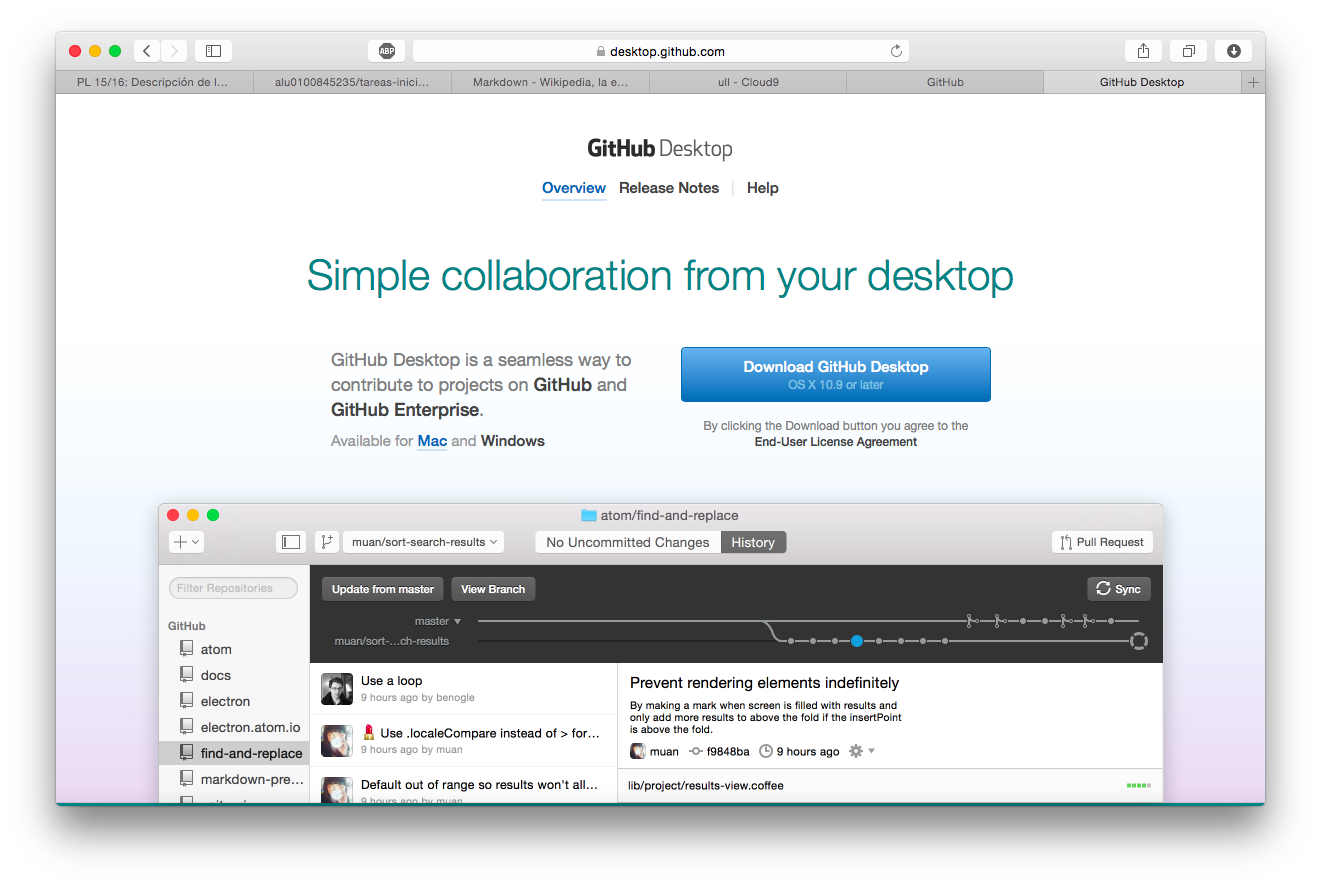 ABP
desktop.github.com
PL 15/16: Descripción de l...
alu0100845235/tareas-inici...
Markdown - Wikipedia, la e...
ull - Cloud9
GitHub
GitHub Desktop
GitHub Desktop
Overview Release Notes Help
Simple collaboration from your desktop
GitHub Desktop is a seamless way to
contribute to projects on GitHub and
GitHub Enterprise.
Available for Mac and Windows
Download GitHub Desktop
OS X 10.9 or later
By clicking the Download button you agree to the
End-User License Agreement
atom/find-and-replace
muan/sort-search-results
No Uncommitted Changes
History
Pull Request
Filter Repositories
GitHub
atom
docs
electron
electron.atom.io
find-and-replace
markdown-pre...
Update from master
View Branch
Sync
master
muan/sort-...ch-results
Use a loop
9 hours ago by benogle
Use .localeCompare instead of > for...
9 hours ago by muan
Default out of range so results won't all...
9 hours ago by muan
Prevent rendering elements indefinitely
By making a mark when screen is filled with results and
only add more results to above the fold if the insertPoint
is above the fold.
muan f9848ba 9 hours ago
lib/project/results-view.coffee